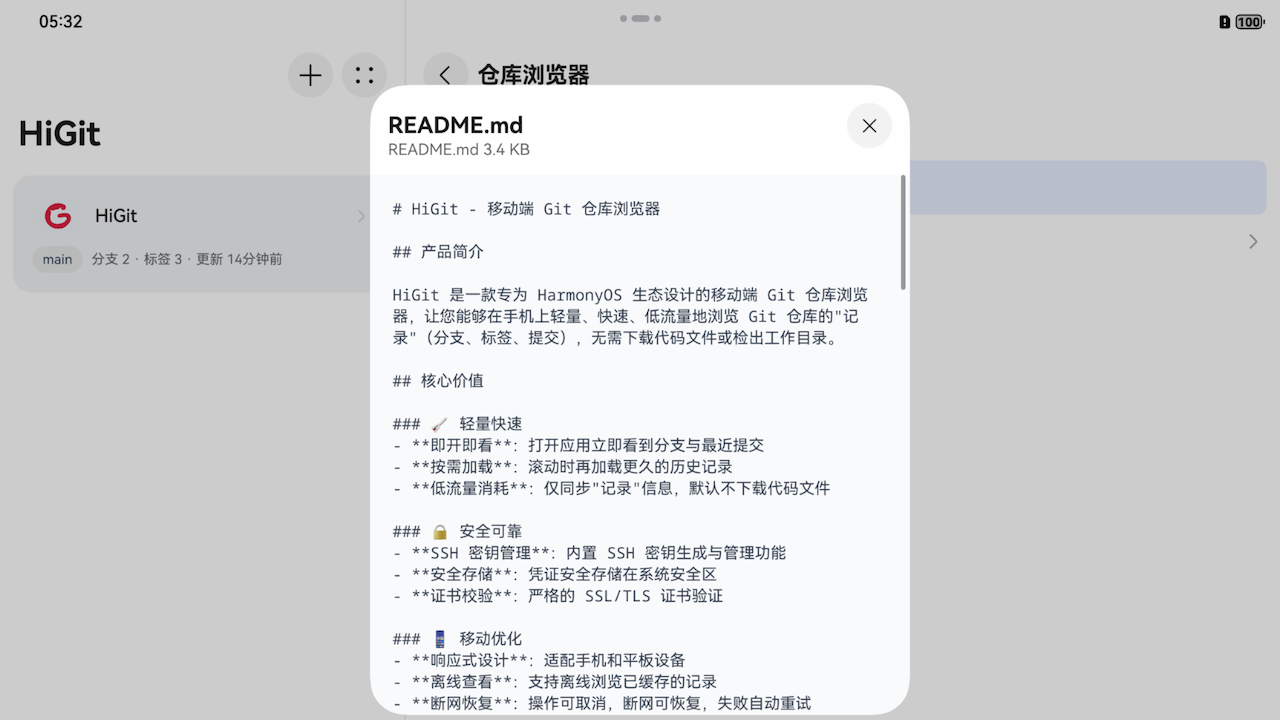 05:32
100
仓库浏览器
HiGit
HiGit
main
分支 2 · 标签 3 · 更新 14分钟前
README.md
README.md 3.4 KB
# HiGit - 移动端 Git 仓库浏览器
## 产品简介
HiGit 是一款专为 HarmonyOS 生态设计的移动端 Git 仓库浏览
器，让您能够在手机上轻量、快速、低流量地浏览 Git 仓库的"记
录"（分支、标签、提交），无需下载代码文件或检出工作目录。
## 核心价值
### 轻量快速
- **即开即看**: 打开应用立即看到分支与最近提交
- **按需加载**: 滚动时再加载更久的历史记录
- **低流量消耗**: 仅同步"记录"信息，默认不下载代码文件
### 🔒 安全可靠
- **SSH 密钥管理**: 内置 SSH 密钥生成与管理功能
- **安全存储**: 凭证安全存储在系统安全区
- **证书校验**: 严格的 SSL/TLS 证书验证
### 📱 移动优化
- **响应式设计**: 适配手机和平板设备
- **离线查看**: 支持离线浏览已缓存的记录
- **断网恢复**: 操作可取消，断网可恢复，失败自动重试